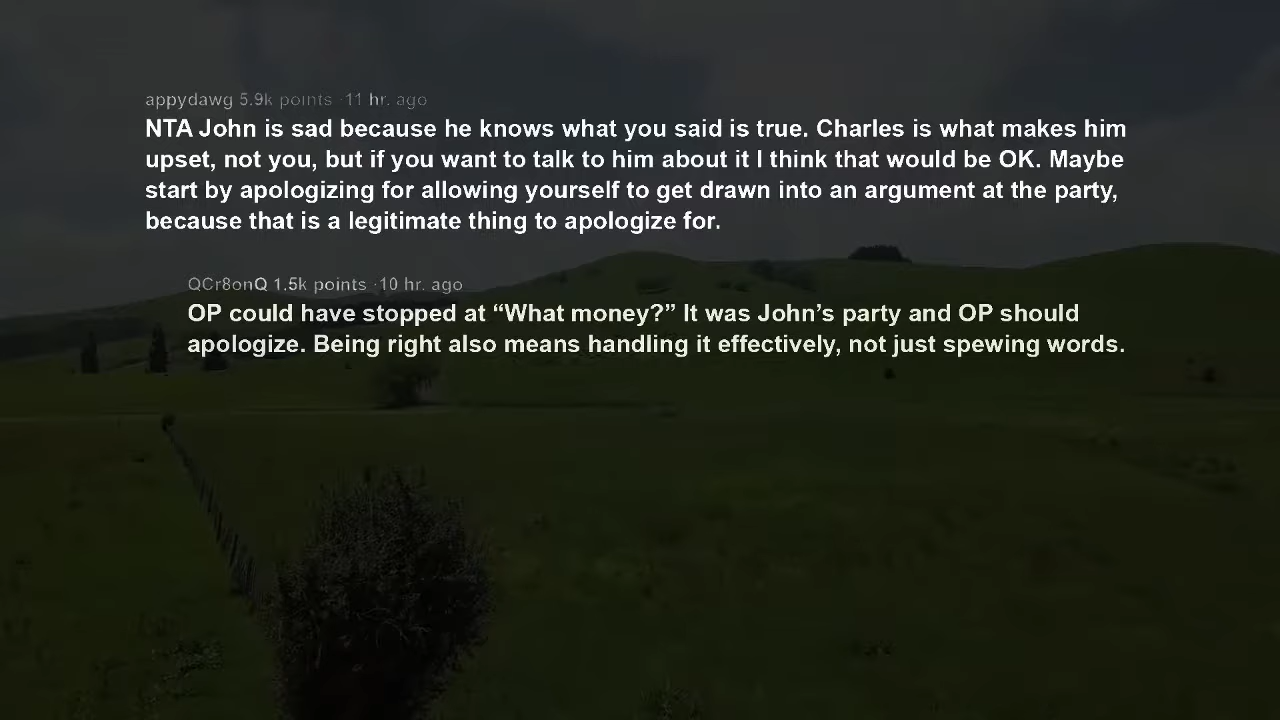 appydawg 5.9k points ·11 hr. ago
NTA John is sad because he knows what you said is true. Charles is what makes him
upset, not you, but if you want to talk to him about it I think that would be OK. Maybe
start by apologizing for allowing yourself to get drawn into an argument at the party,
because that is a legitimate thing to apologize for.
QCr8onQ 1.5k points ·10 hr. ago
OP could have stopped at “What money?” It was John’s party and OP should
apologize. Being right also means handling it effectively, not just spewing words.